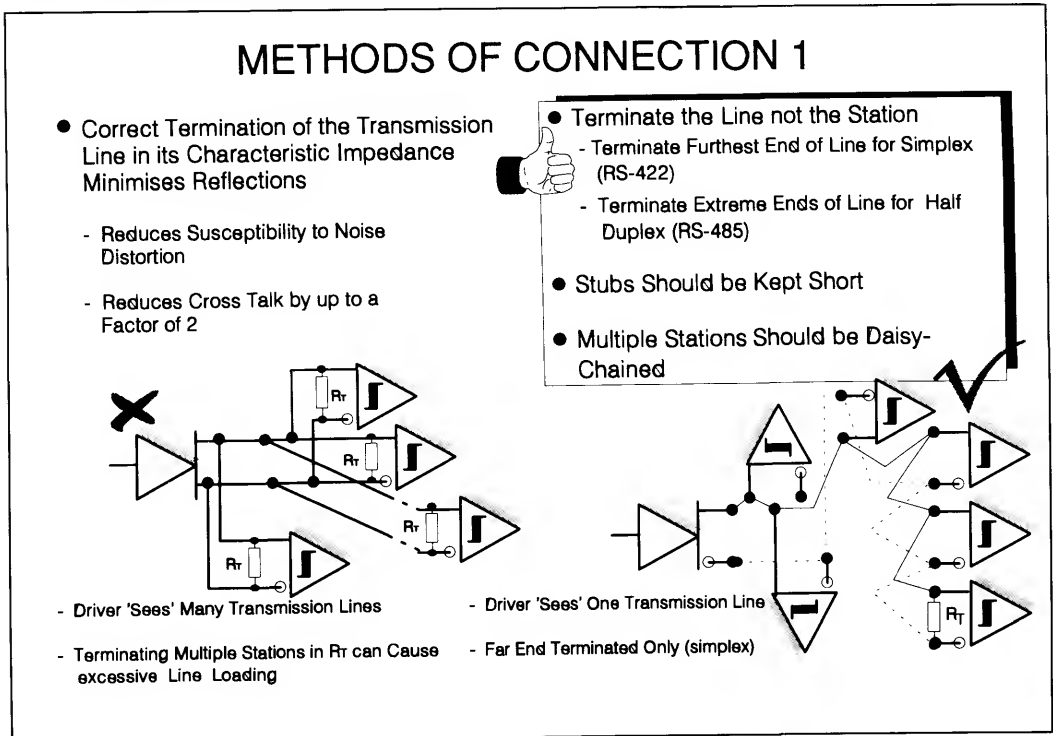 METHODS OF CONNECTION 1
● Correct Termination of the Transmission
Line in its Characteristic Impedance
Minimises Reflections
- Reduces Susceptibility to Noise
Distortion
- Reduces Cross Talk by up to a
Factor of 2
● Terminate the Line not the Station
- Terminate Furthest End of Line for Simplex
(RS-422)
- Terminate Extreme Ends of Line for Half
Duplex (RS-485)
● Stubs Should be Kept Short
● Multiple Stations Should be Daisy-
Chained
RT
RT
RT
RT
- Driver 'Sees' Many Transmission Lines
- Terminating Multiple Stations in RT can Cause
excessive Line Loading
RT
- Driver 'Sees' One Transmission Line
- Far End Terminated Only (simplex)